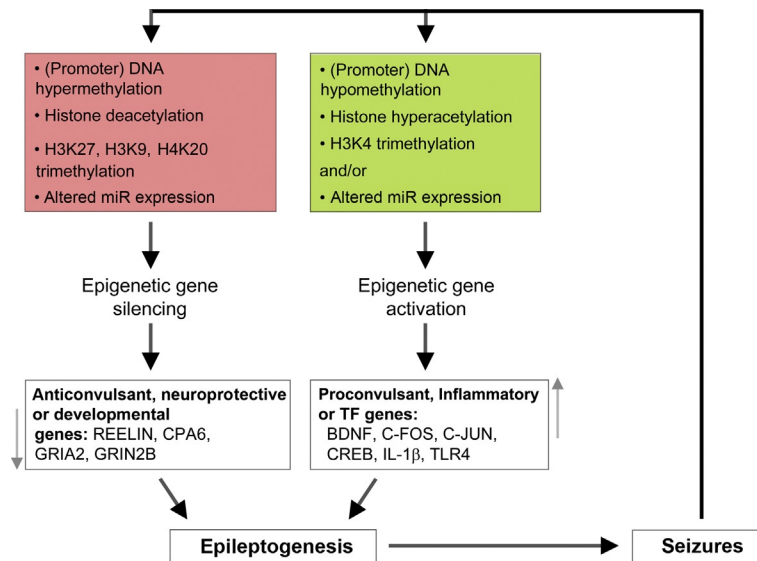 • (Promoter) DNA
hypermethylation
• Histone deacetylation
• H3K27, H3K9, H4K20
trimethylation
• Altered miR expression
• (Promoter) DNA
hypomethylation
• Histone hyperacetylation
• H3K4 trimethylation
and/or
• Altered miR expression
Epigenetic gene
silencing
Epigenetic gene
activation
Anticonvulsant, neuroprotective
or developmental
genes: REELIN, CPA6,
GRIA2, GRIN2B
Proconvulsant, Inflammatory
or TF genes:
BDNF, C-FOS, C-JUN,
CREB, IL-1β, TLR4
Epileptogenesis
Seizures